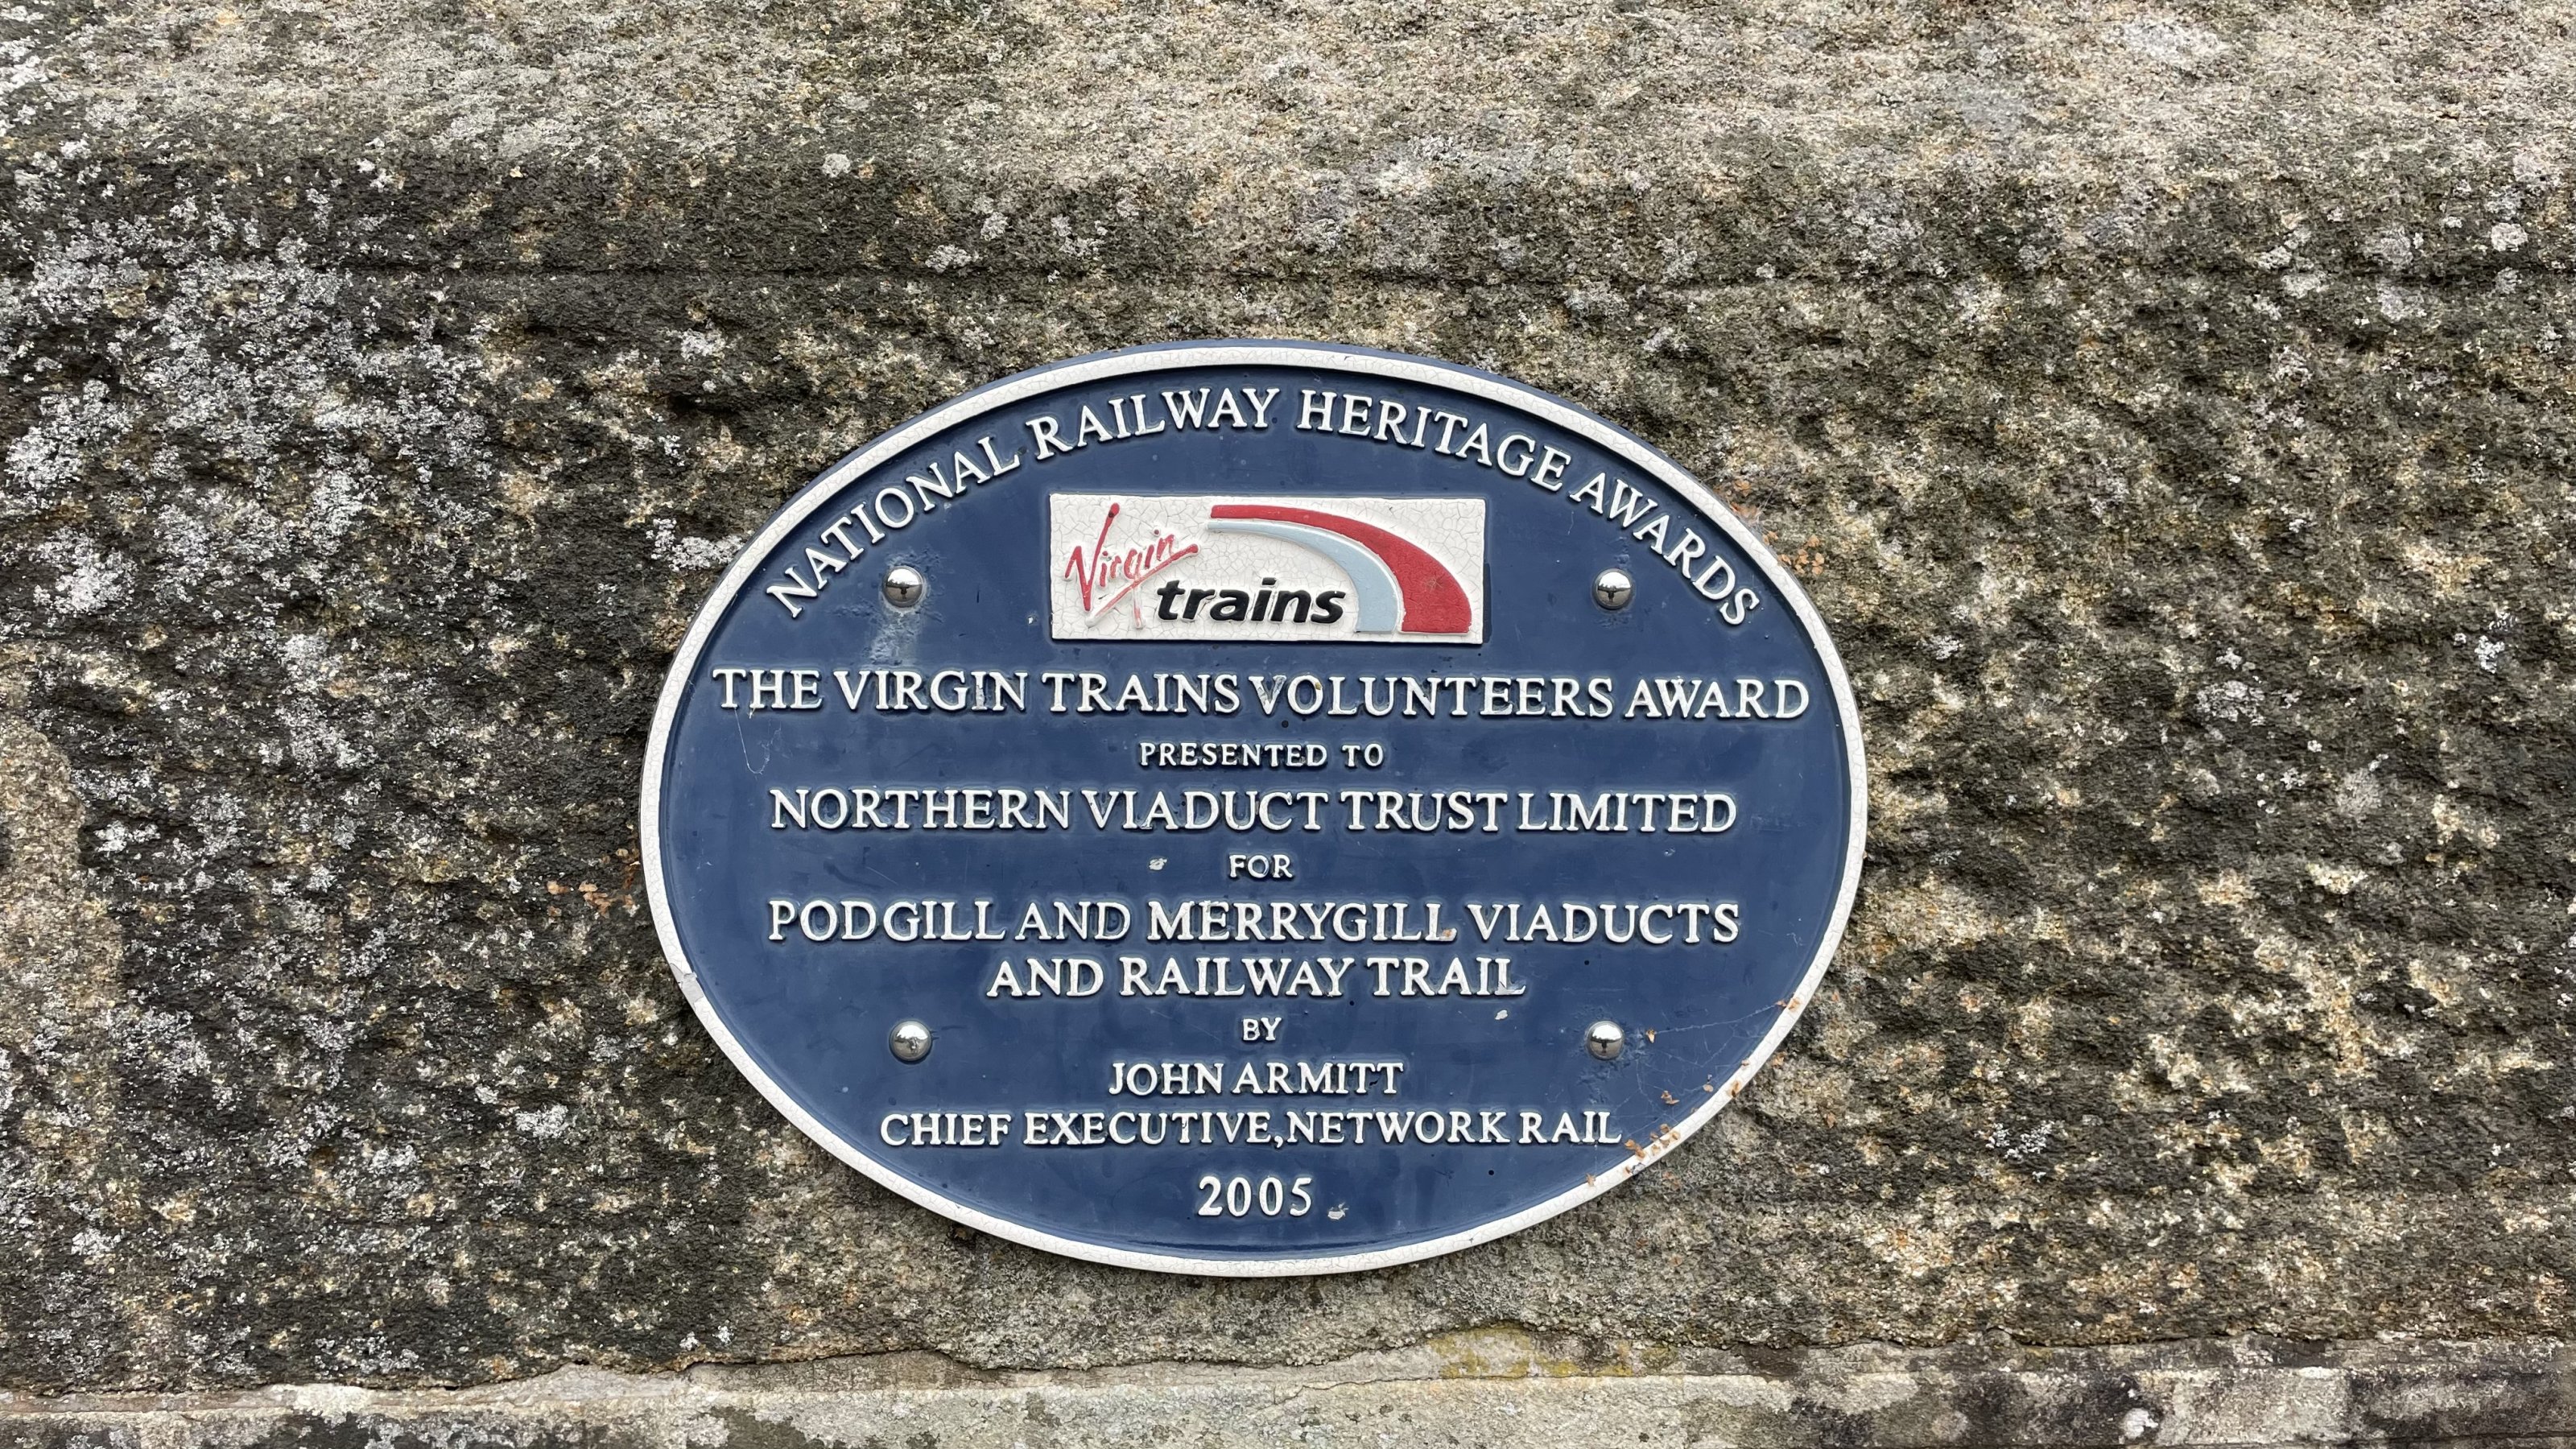 NATIONAL RAILWAY HERITAGE AWARDS
Virgin
trains
THE VIRGIN TRAINS VOLUNTEERS AWARD
PRESENTED TO
NORTHERN VIADUCT TRUST LIMITED
FOR
PODGILL AND MERRYGILL VIADUCTS
AND RAILWAY TRAIL
BY
JOHN ARMITT
CHIEF EXECUTIVE, NETWORK RAIL
2005